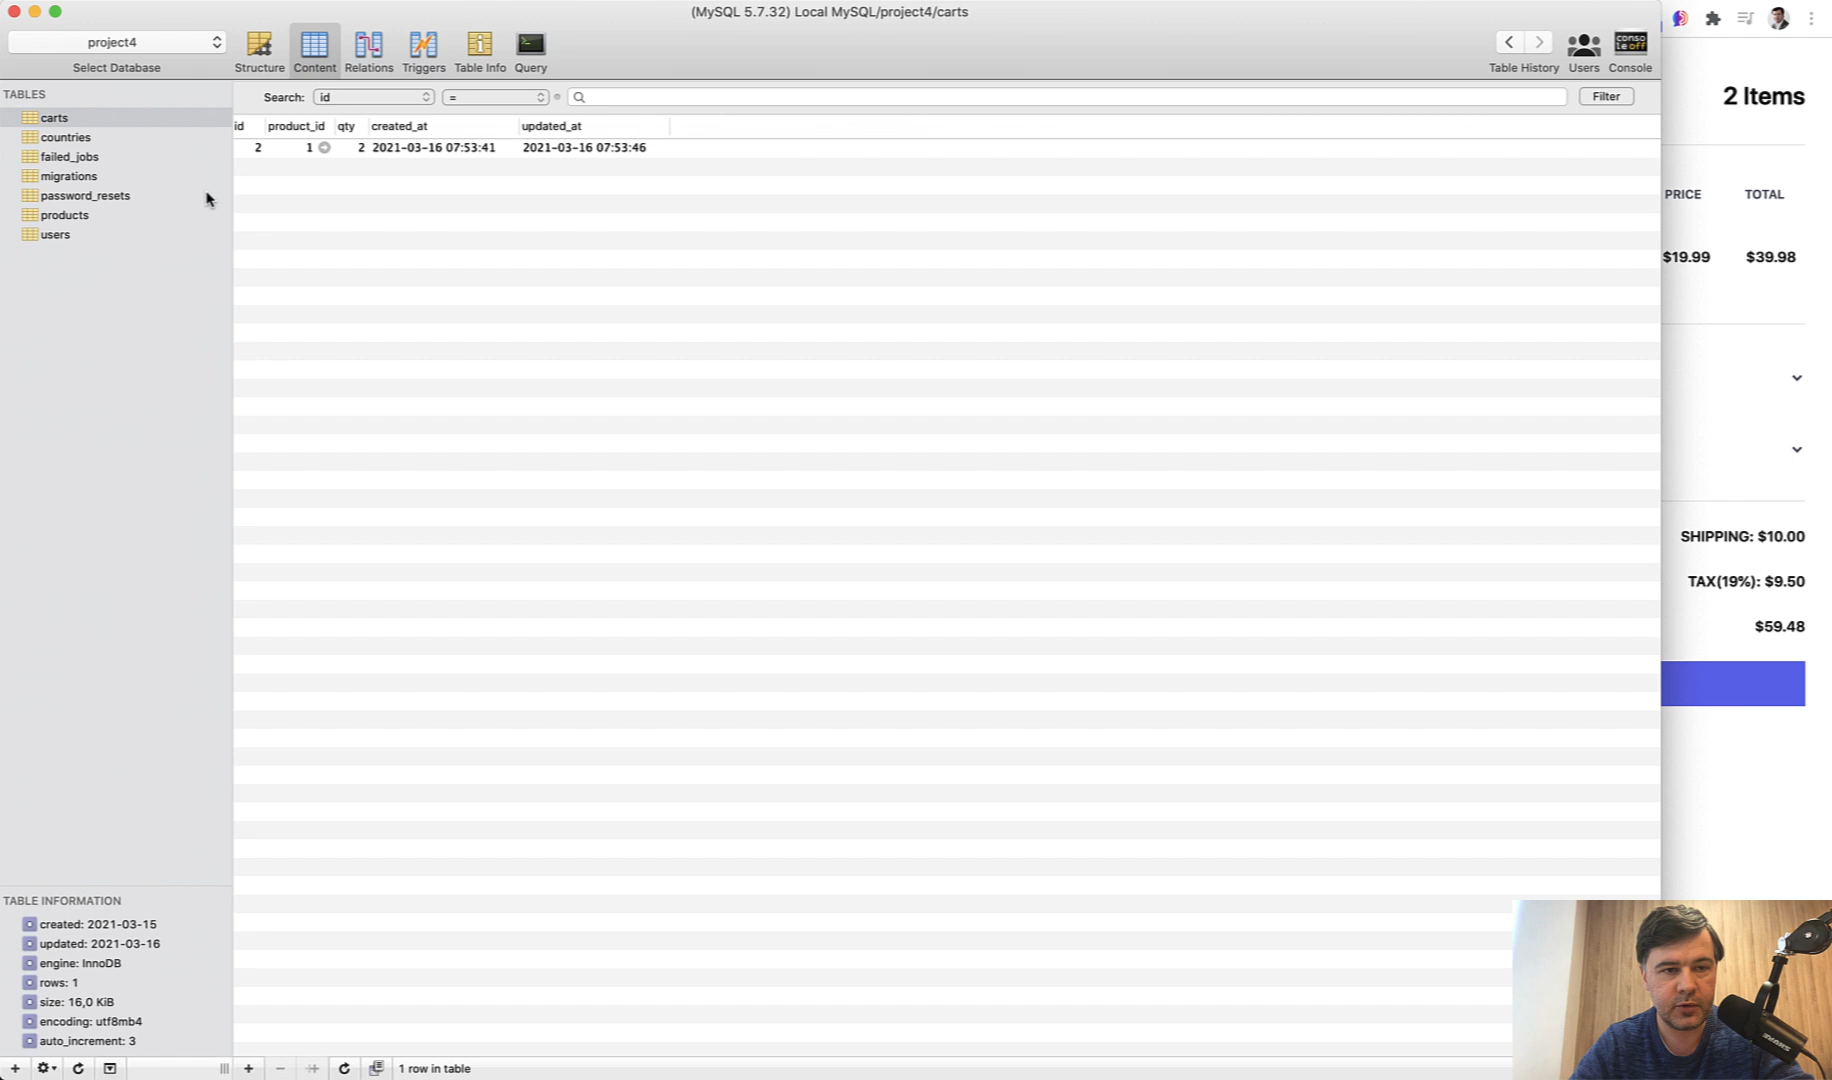 (MySQL 5.7.32) Local MySQL/project4/carts
project4
Select Database
Structure Content Relations Triggers Table Info Query
Table History Users Console
conso
le off
TABLES
carts
countries
failed_jobs
migrations
password_resets
products
users
Search: id = Filter
id product_id qty created_at updated_at
2 1 2 2021-03-16 07:53:41 2021-03-16 07:53:46
TABLE INFORMATION
created: 2021-03-15
updated: 2021-03-16
engine: InnoDB
rows: 1
size: 16,0 KiB
encoding: utf8mb4
auto_increment: 3
1 row in table
2 Items
PRICE TOTAL
$19.99 $39.98
SHIPPING: $10.00
TAX(19%): $9.50
$59.48